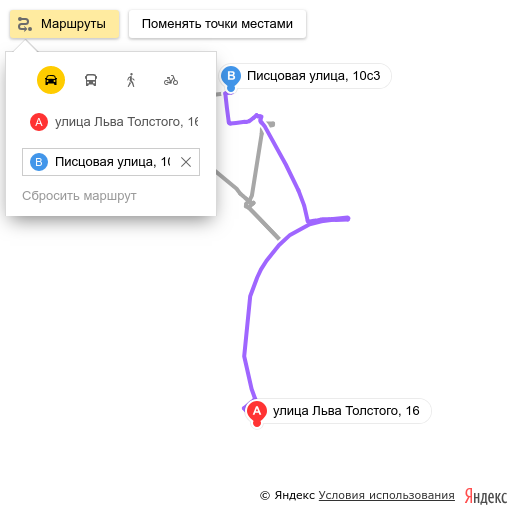 Маршруты
Поменять точки местами
B Писцовая улица, 10с3
A улица Льва Толстого, 16
B Писцовая улица, 10
Сбросить маршрут
A улица Льва Толстого, 16
© Яндекс Условия использования Яндекс